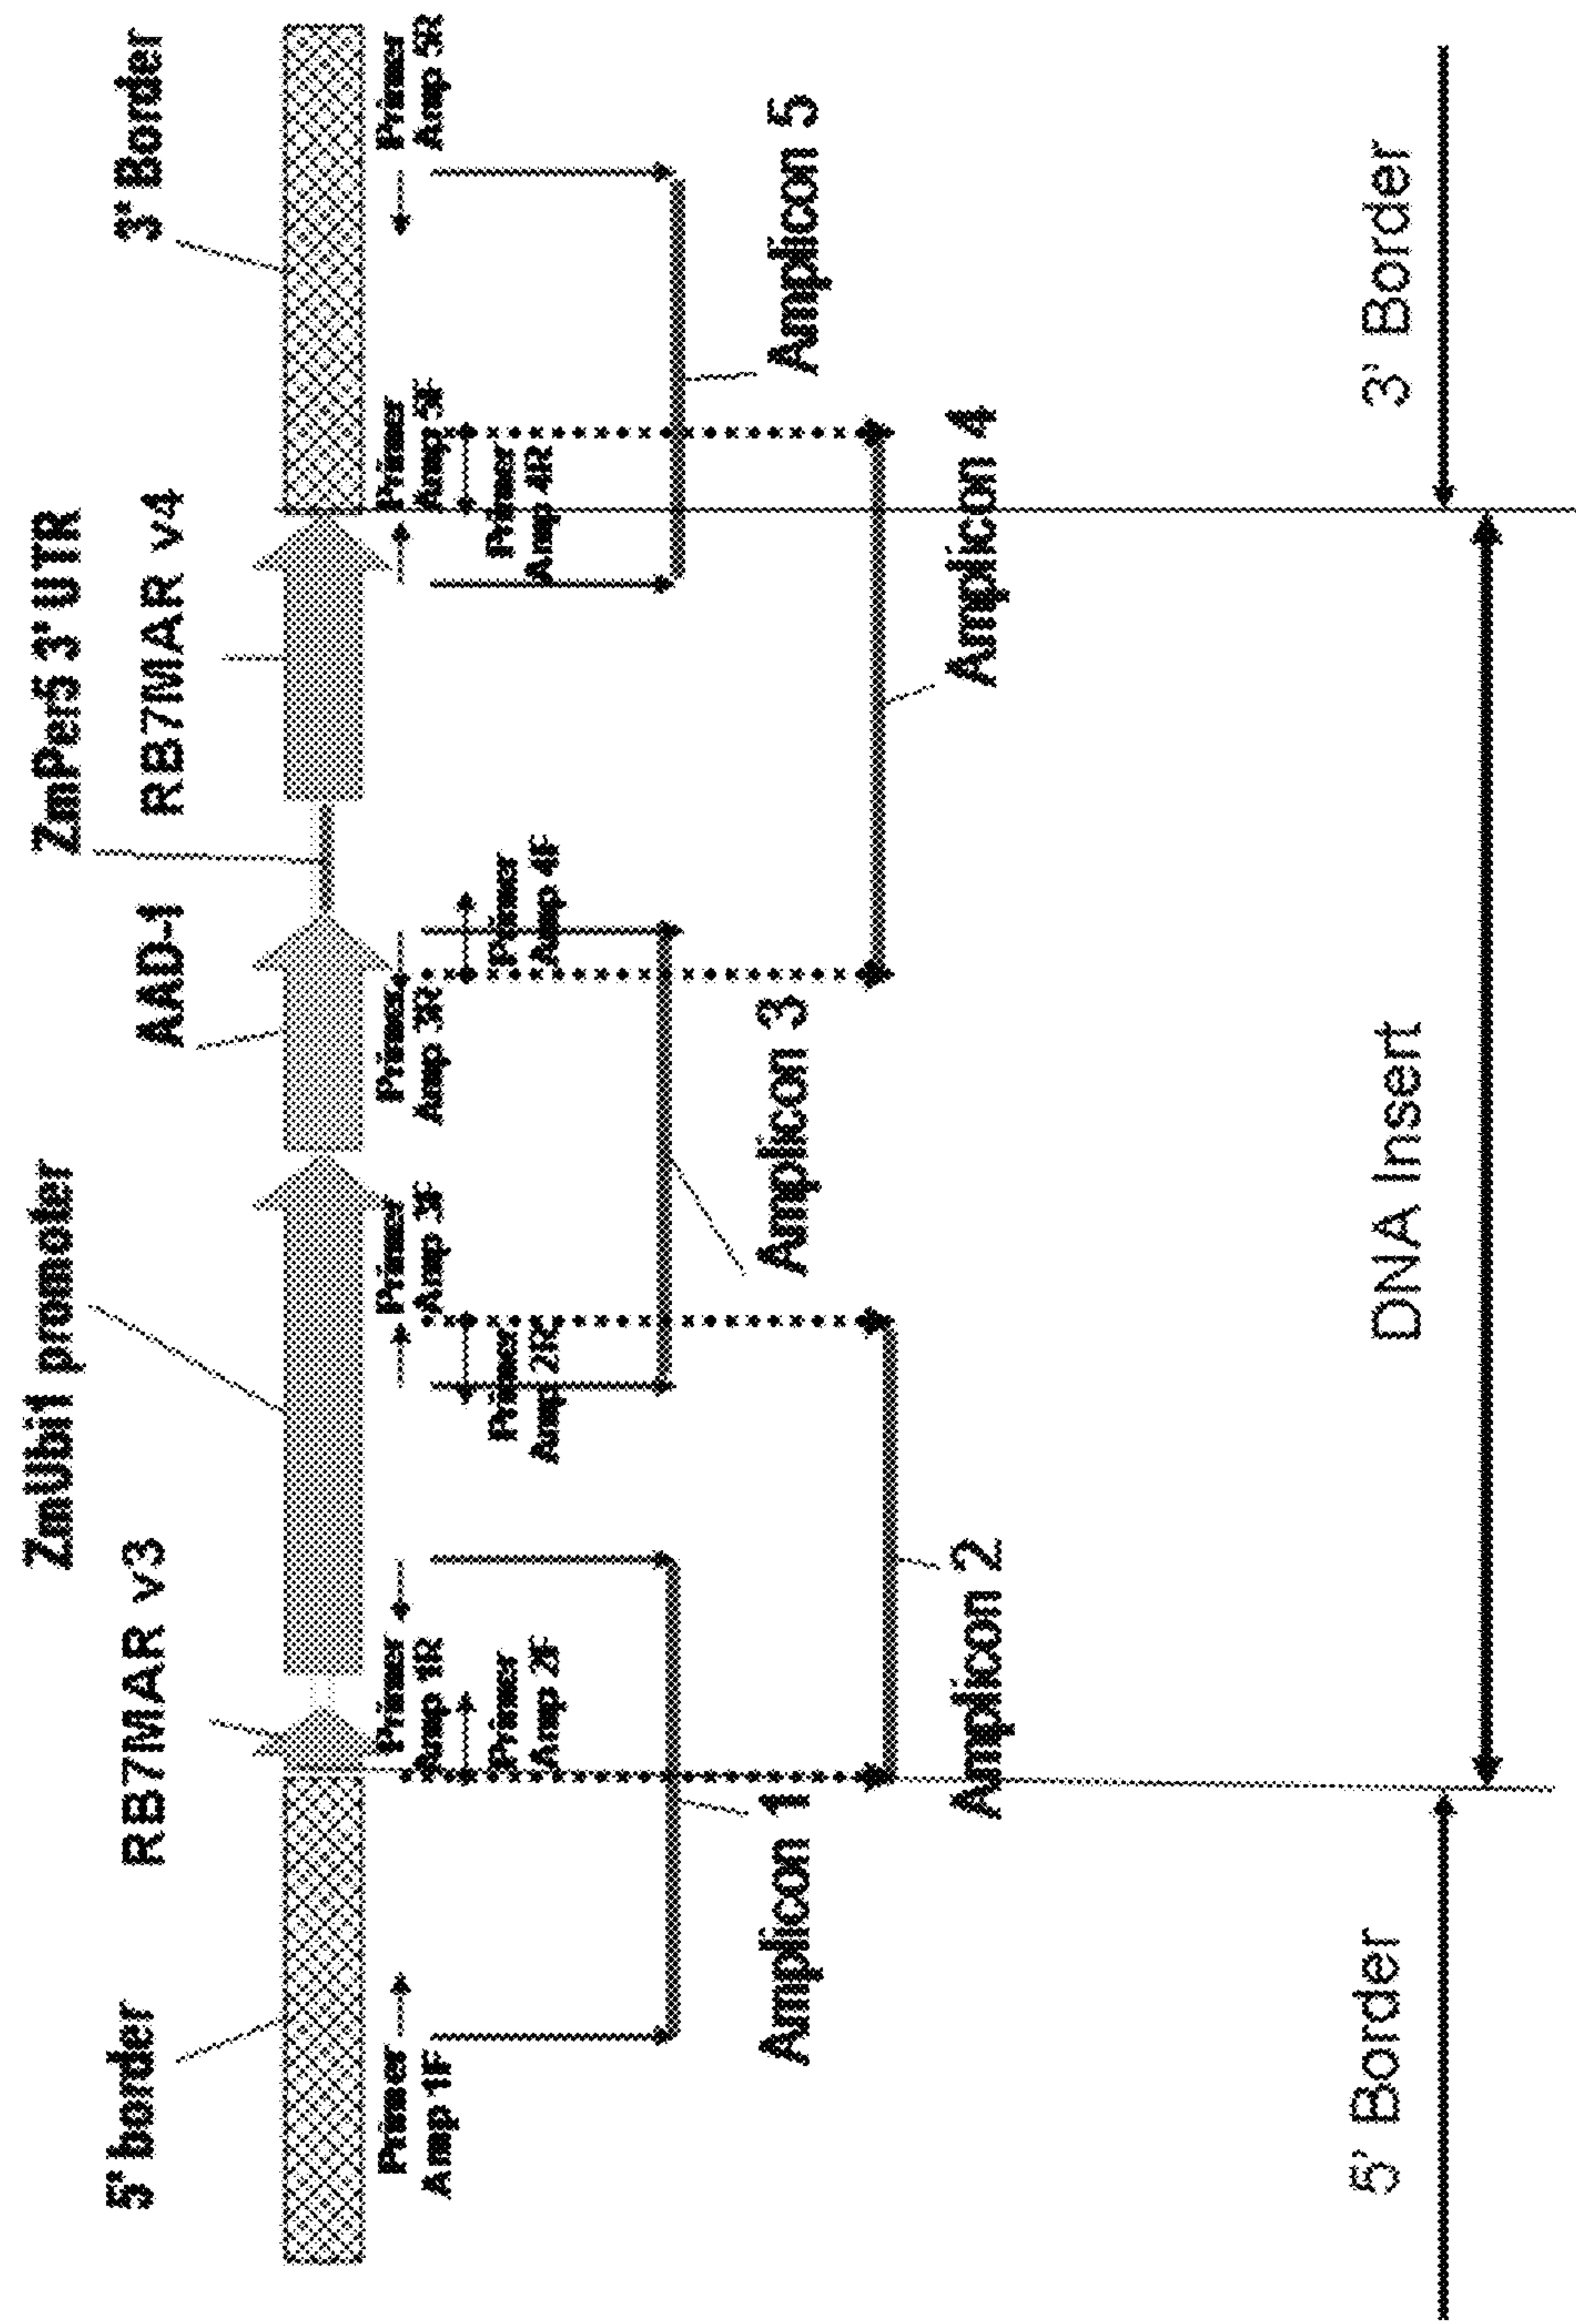 5' border
RB7MAR v3
ZmUbi1 promoter
AAD-1
ZmPer5 3' UTR
RB7MAR v4
3' Border
Primer
Amp 1F
Primer
Amp 1R
Primer
Amp 2F
Primer
Amp 2R
Primer
Amp 3F
Primer
Amp 3R
Primer
Amp 4F
Primer
Amp 4R
Primer
Amp 5F
Primer
Amp 5R
Amplicon 1
Amplicon 2
Amplicon 3
Amplicon 4
Amplicon 5
5' Border
DNA Insert
3' Border